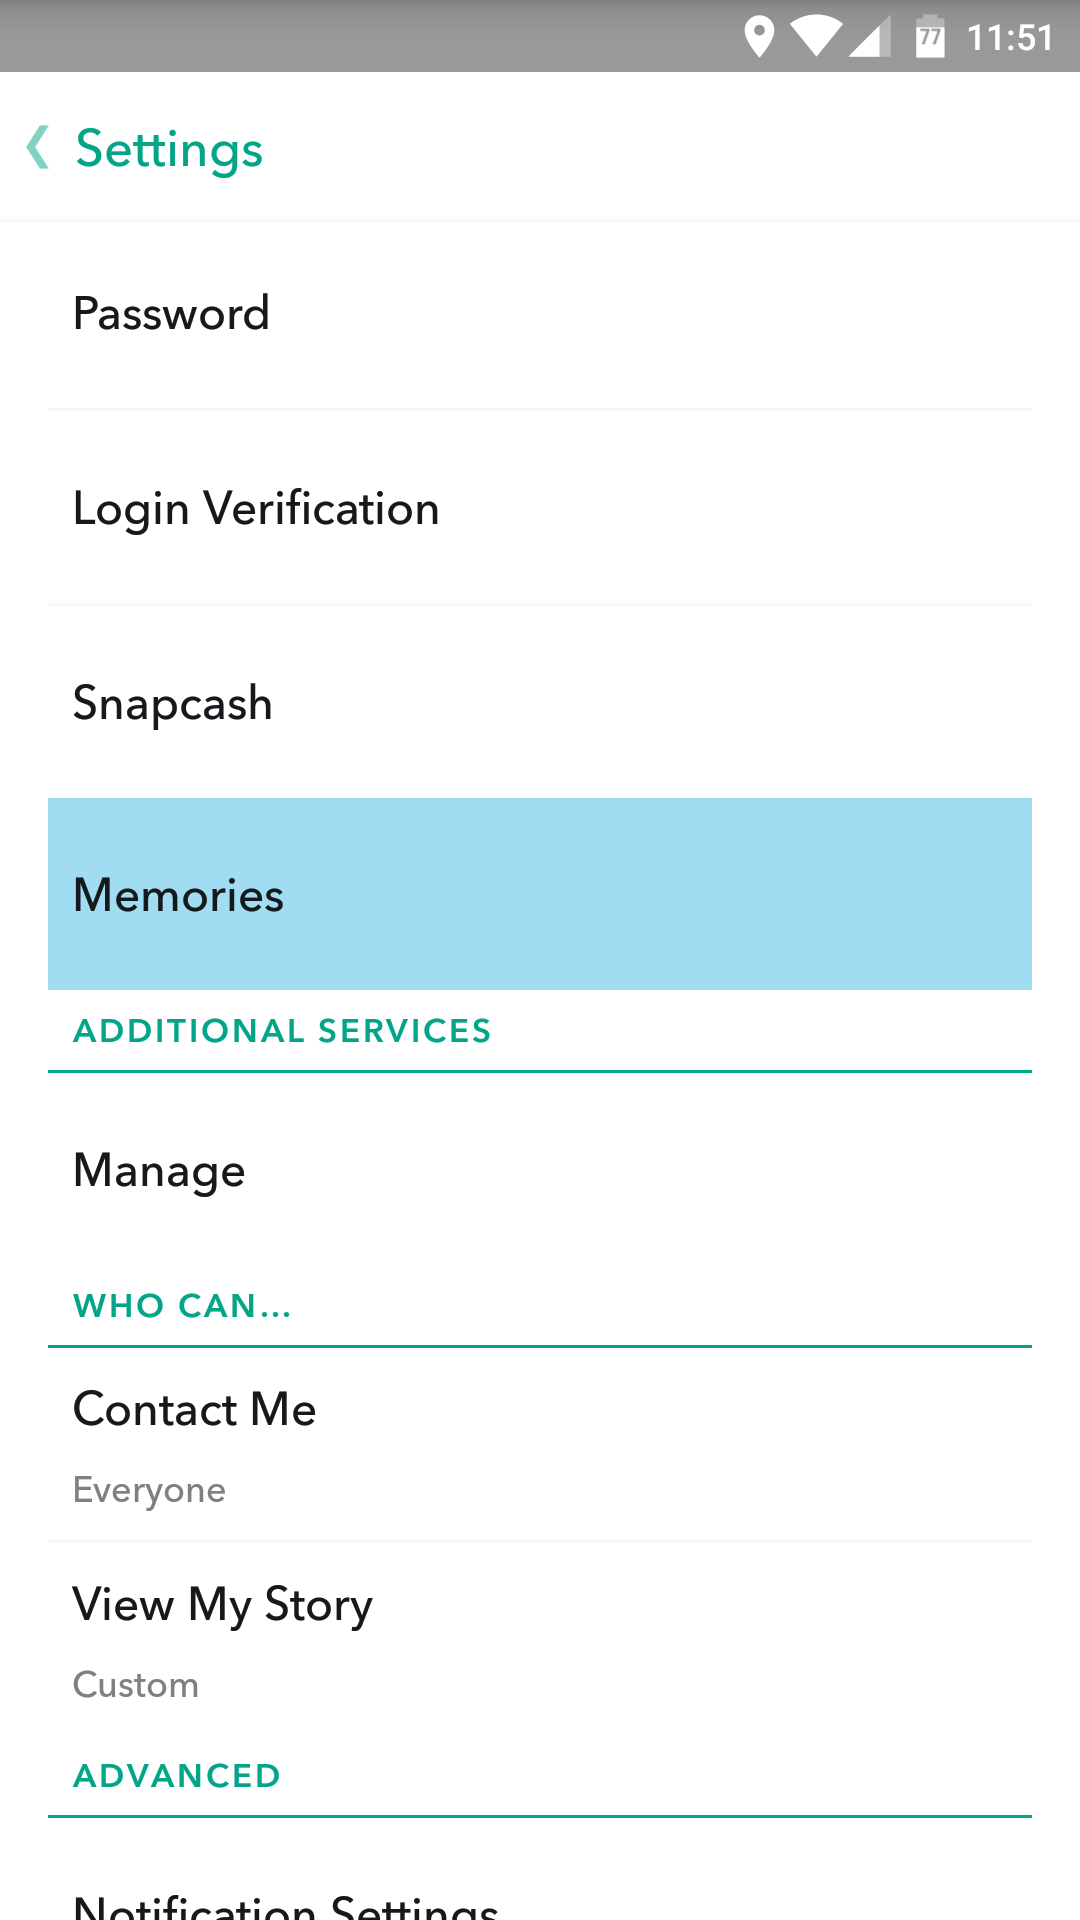 77 11:51
Settings
Password
Login Verification
Snapcash
Memories
ADDITIONAL SERVICES
Manage
WHO CAN...
Contact Me
Everyone
View My Story
Custom
ADVANCED
Notification Settings